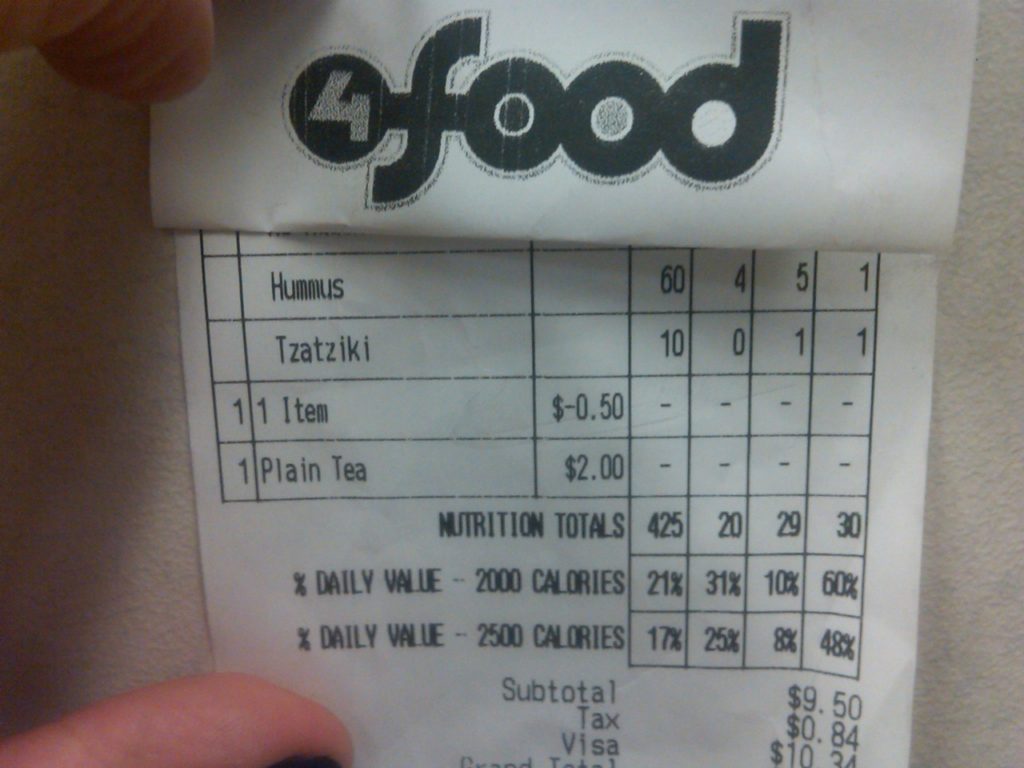 4food
Hummus 60 4 5 1
Tzatziki 10 0 1 1
1 1 Item $-0.50 - - - -
1 Plain Tea $2.00 - - - -
NUTRITION TOTALS 425 20 29 30
% DAILY VALUE - 2000 CALORIES 21% 31% 10% 60%
% DAILY VALUE - 2500 CALORIES 17% 25% 8% 48%
Subtotal $9.50
Tax $0.84
Visa $10.34
Grand Total